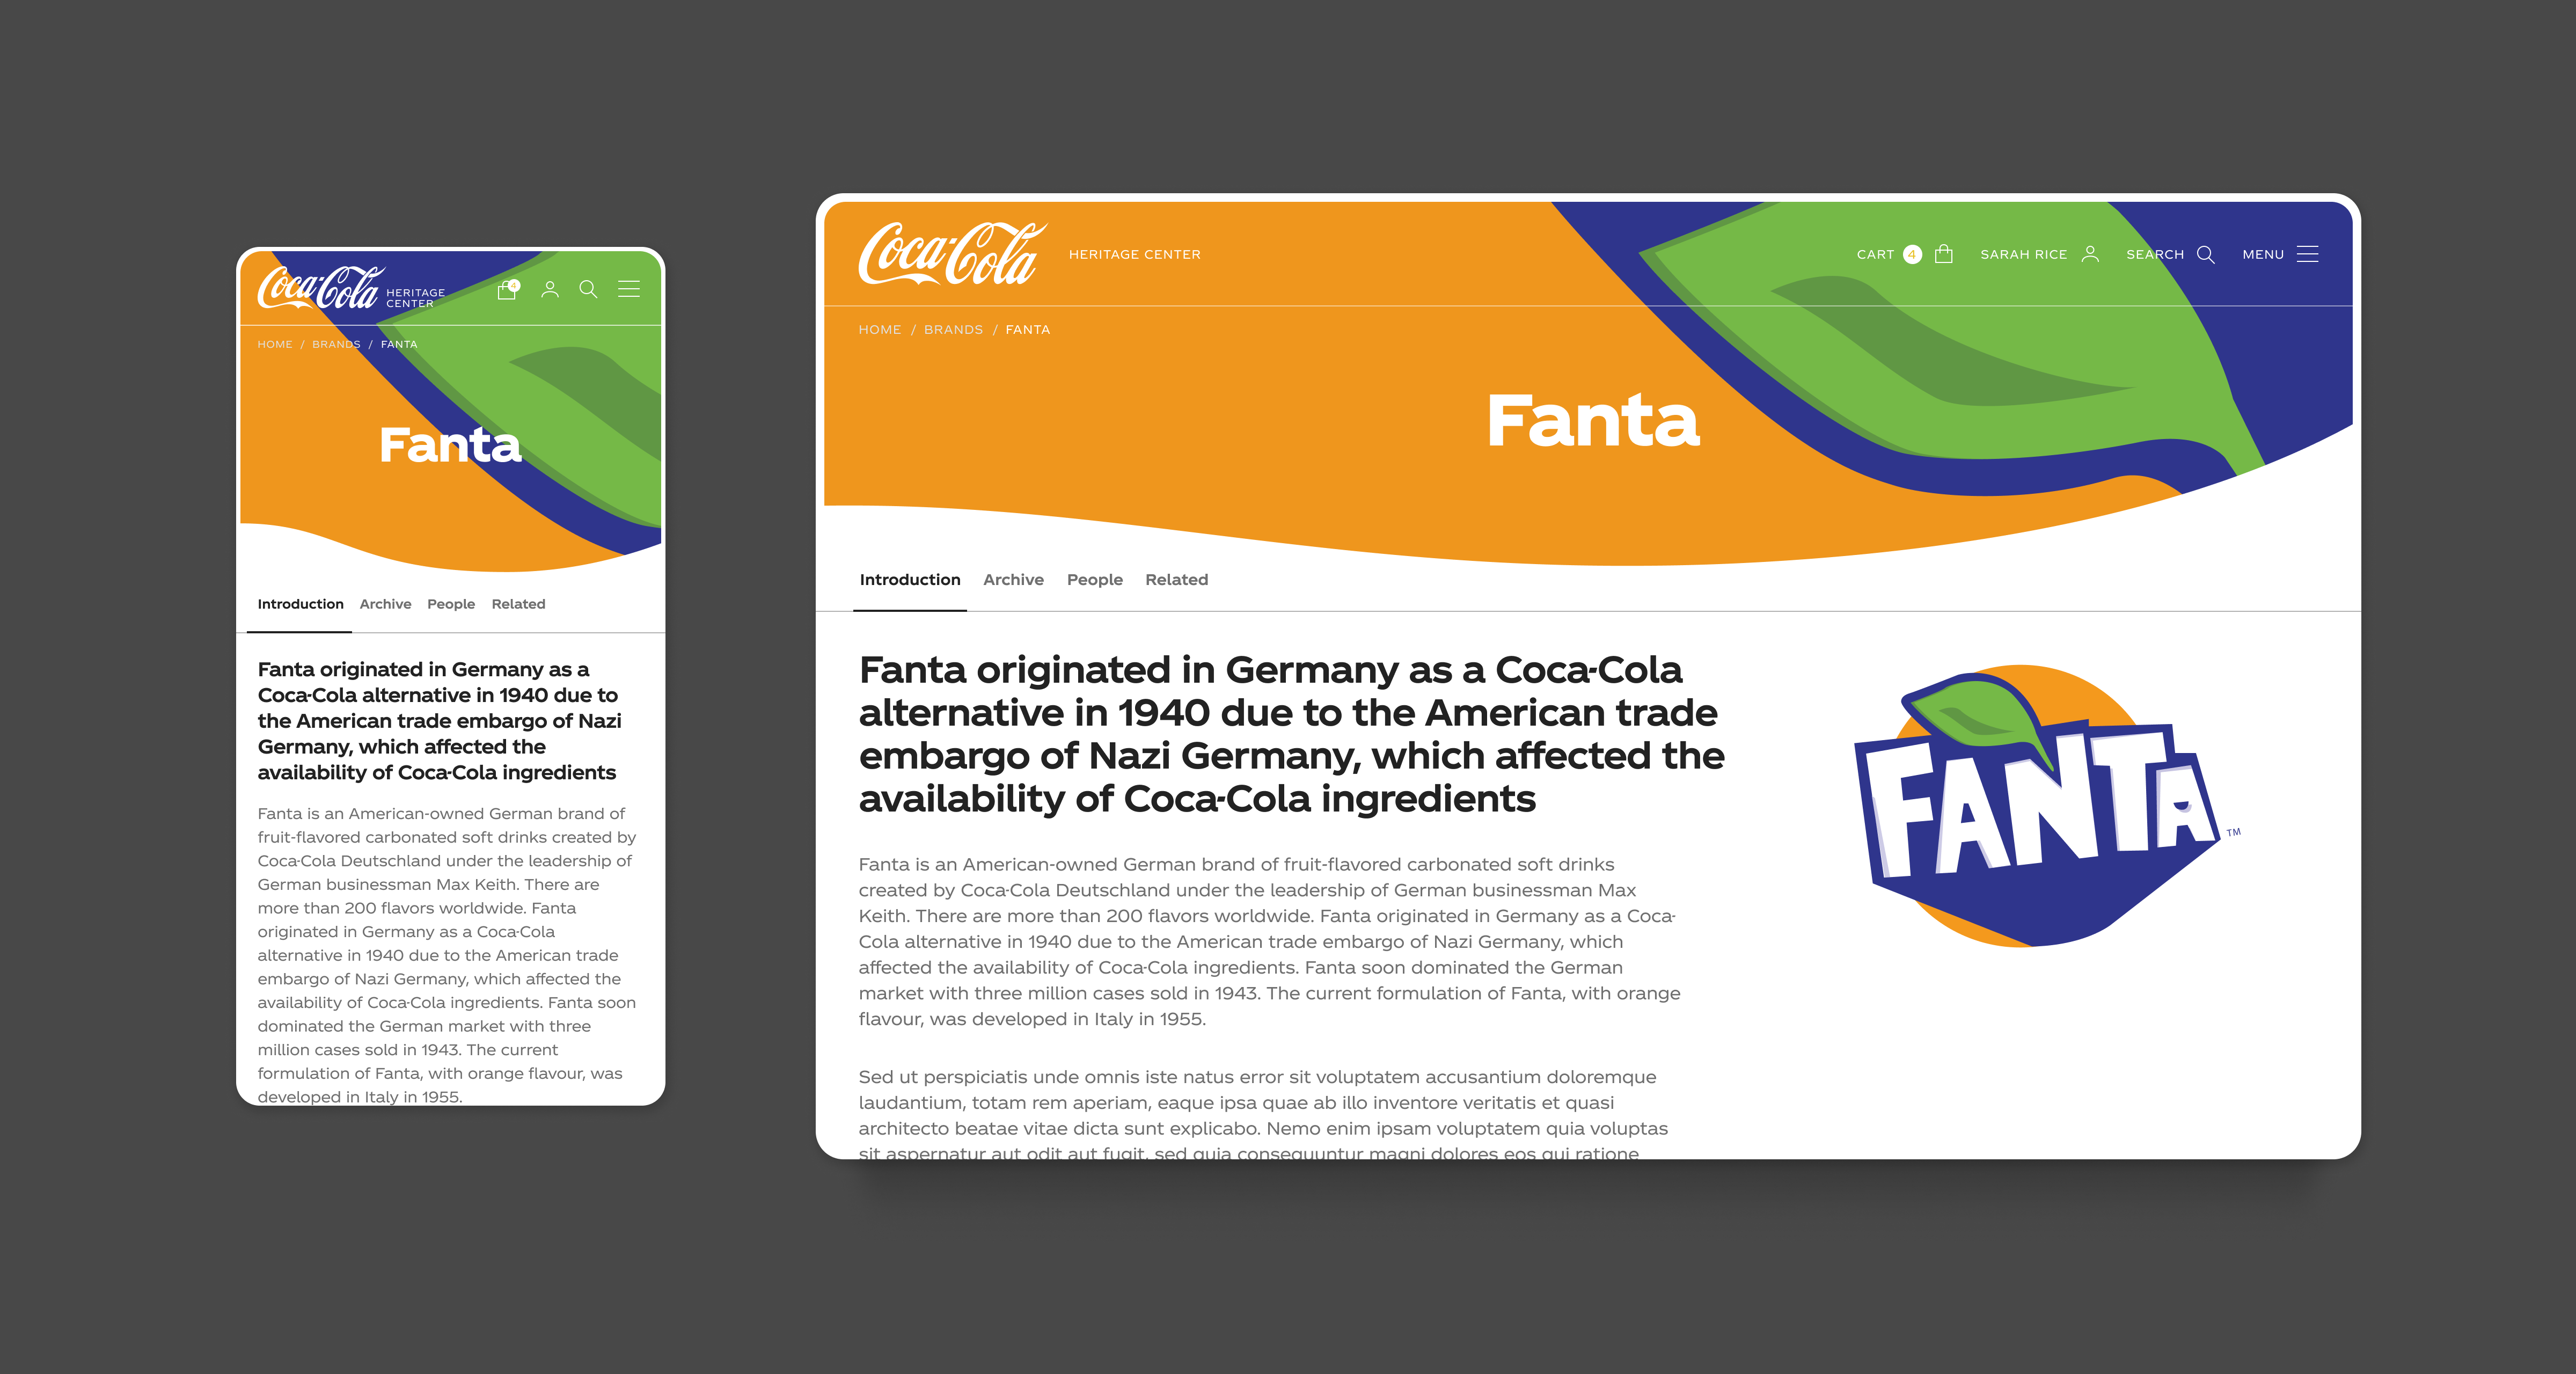 Coca-Cola HERITAGE
CENTER
4
HOME / BRANDS / FANTA
Fanta
Introduction Archive People Related
Fanta originated in Germany as a
Coca-Cola alternative in 1940 due to
the American trade embargo of Nazi
Germany, which affected the
availability of Coca-Cola ingredients
Fanta is an American-owned German brand of
fruit-flavored carbonated soft drinks created by
Coca-Cola Deutschland under the leadership of
German businessman Max Keith. There are
more than 200 flavors worldwide. Fanta
originated in Germany as a Coca-Cola
alternative in 1940 due to the American trade
embargo of Nazi Germany, which affected the
availability of Coca-Cola ingredients. Fanta soon
dominated the German market with three
million cases sold in 1943. The current
formulation of Fanta, with orange flavour, was
developed in Italy in 1955.
Coca-Cola HERITAGE CENTER CART 4 SARAH RICE SEARCH MENU
HOME / BRANDS / FANTA
Fanta
Introduction Archive People Related
Fanta originated in Germany as a Coca-Cola
alternative in 1940 due to the American trade
embargo of Nazi Germany, which affected the
availability of Coca-Cola ingredients
Fanta is an American-owned German brand of fruit-flavored carbonated soft drinks
created by Coca-Cola Deutschland under the leadership of German businessman Max
Keith. There are more than 200 flavors worldwide. Fanta originated in Germany as a Coca-
Cola alternative in 1940 due to the American trade embargo of Nazi Germany, which
affected the availability of Coca-Cola ingredients. Fanta soon dominated the German
market with three million cases sold in 1943. The current formulation of Fanta, with orange
flavour, was developed in Italy in 1955.
Sed ut perspiciatis unde omnis iste natus error sit voluptatem accusantium doloremque
laudantium, totam rem aperiam, eaque ipsa quae ab illo inventore veritatis et quasi
architecto beatae vitae dicta sunt explicabo. Nemo enim ipsam voluptatem quia voluptas
sit aspernatur aut odit aut fugit, sed quia consequuntur magni dolores eos qui ratione
FANTA TM